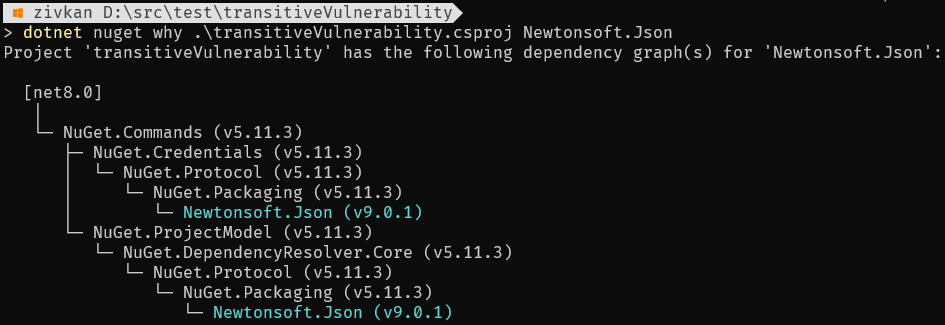 zivkan D:\src\test\transitiveVulnerability
> dotnet nuget why .\transitiveVulnerability.csproj Newtonsoft.Json
Project 'transitiveVulnerability' has the following dependency graph(s) for 'Newtonsoft.Json':
[net8.0]
│
└─ NuGet.Commands (v5.11.3)
├─ NuGet.Credentials (v5.11.3)
│  └─ NuGet.Protocol (v5.11.3)
│     └─ NuGet.Packaging (v5.11.3)
│        └─ Newtonsoft.Json (v9.0.1)
└─ NuGet.ProjectModel (v5.11.3)
└─ NuGet.DependencyResolver.Core (v5.11.3)
└─ NuGet.Protocol (v5.11.3)
└─ NuGet.Packaging (v5.11.3)
└─ Newtonsoft.Json (v9.0.1)